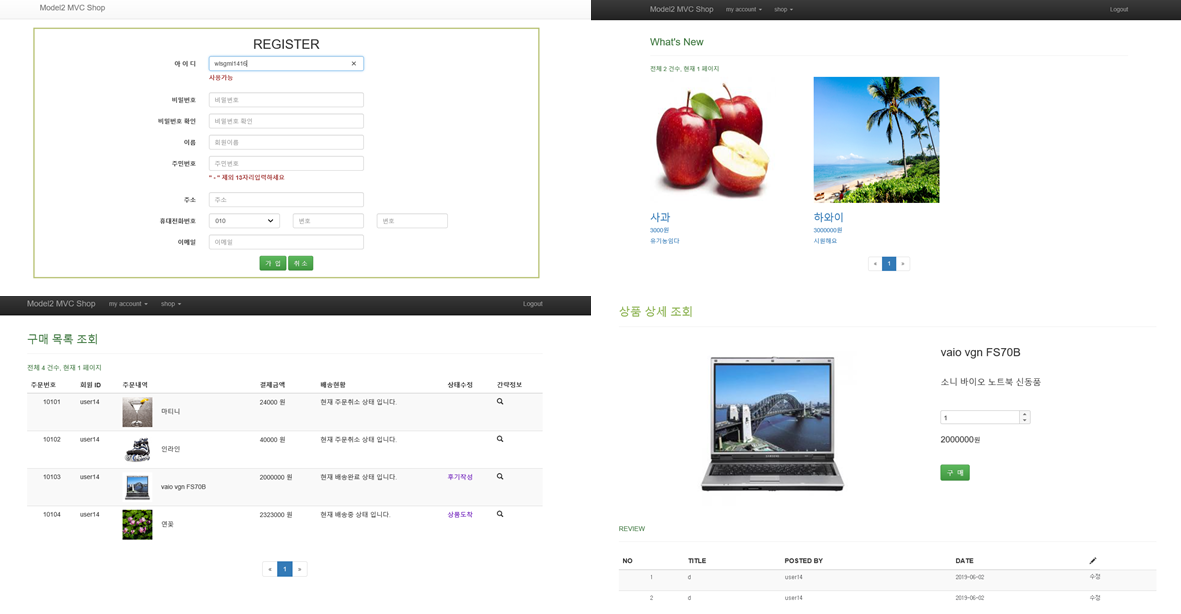 Model2 MVC Shop
REGISTER
아 이 디 wlsgml1416 ×
사용가능
비밀번호 비밀번호
비밀번호 확인 비밀번호 확인
이름 회원이름
주민번호 주민번호
" - " 제외 13자리입력하세요
주소 주소
휴대전화번호 010 번호 번호
이메일 이메일
가 입 취 소
Model2 MVC Shop my account shop Logout
What's New
전체 2 건수, 현재 1 페이지
사과 하와이
3000원 3000000원
유기농임다 시원해요
« 1 »
Model2 MVC Shop my account shop Logout
구매 목록 조회
전체 4 건수, 현재 1 페이지
주문번호 회원 ID 주문내역 결제금액 배송현황 상태수정 간략정보
10101 user14 마티니 24000 원 현재 주문취소 상태 입니다.
10102 user14 인라인 40000 원 현재 주문취소 상태 입니다.
10103 user14 vaio vgn FS70B 2000000 원 현재 배송완료 상태 입니다. 후기작성
10104 user14 연꽃 2323000 원 현재 배송중 상태 입니다. 상품도착
« 1 »
상품 상세 조회
vaio vgn FS70B
소니 바이오 노트북 신동품
1
2000000원
구 매
REVIEW
NO TITLE POSTED BY DATE
1 d user14 2019-06-02 수정
2 d user14 2019-06-02 수정